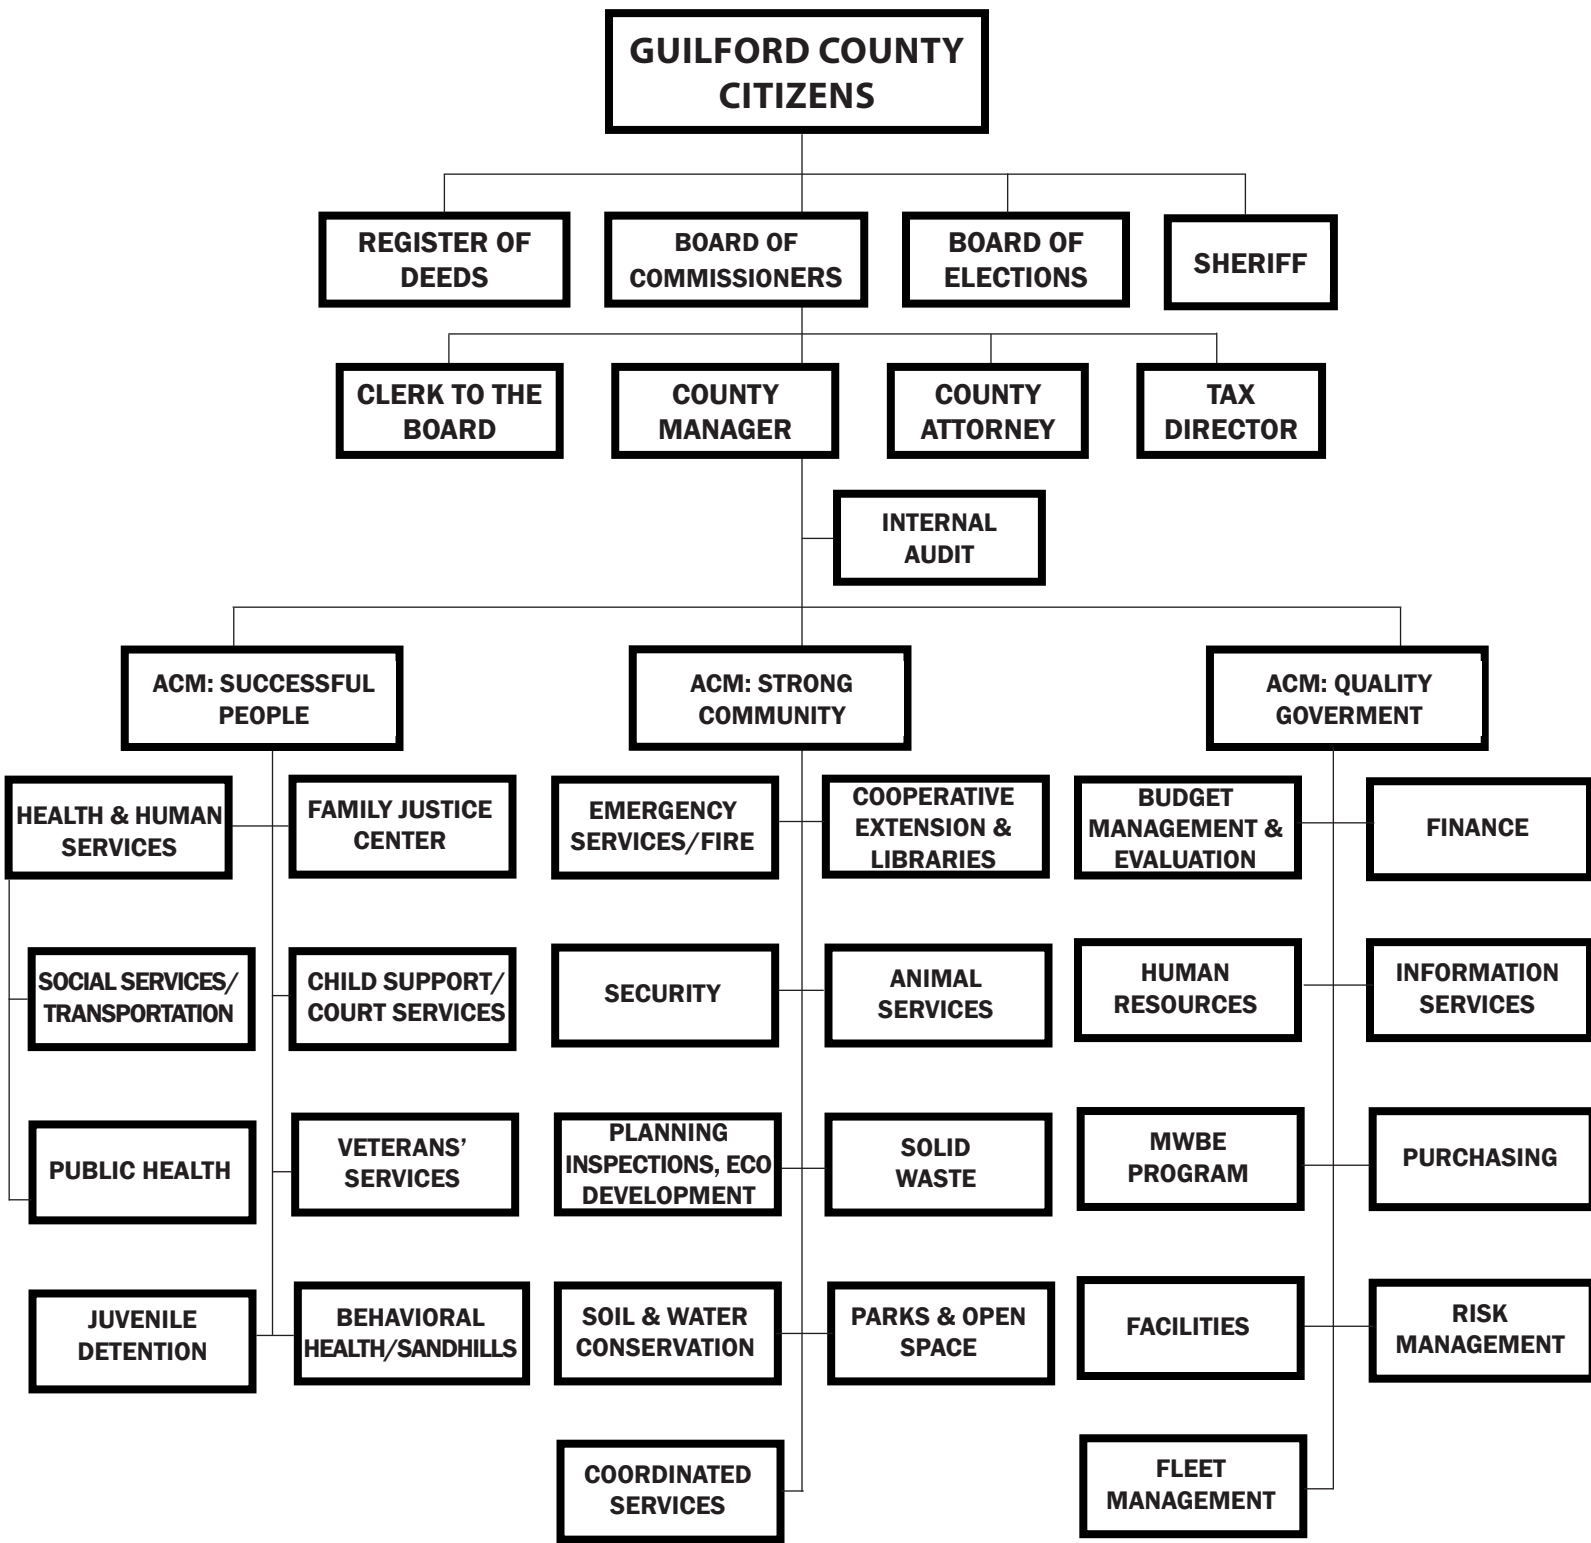 GUILFORD COUNTY
CITIZENS
REGISTER OF
DEEDS
BOARD OF
COMMISSIONERS
BOARD OF
ELECTIONS
SHERIFF
CLERK TO THE
BOARD
COUNTY
MANAGER
COUNTY
ATTORNEY
TAX
DIRECTOR
INTERNAL
AUDIT
ACM: SUCCESSFUL
PEOPLE
ACM: STRONG
COMMUNITY
ACM: QUALITY
GOVERMENT
HEALTH & HUMAN
SERVICES
FAMILY JUSTICE
CENTER
EMERGENCY
SERVICES/FIRE
COOPERATIVE
EXTENSION &
LIBRARIES
BUDGET
MANAGEMENT &
EVALUATION
FINANCE
SOCIAL SERVICES/
TRANSPORTATION
CHILD SUPPORT/
COURT SERVICES
SECURITY
ANIMAL
SERVICES
HUMAN
RESOURCES
INFORMATION
SERVICES
PUBLIC HEALTH
VETERANS’
SERVICES
PLANNING
INSPECTIONS, ECO
DEVELOPMENT
SOLID
WASTE
MWBE
PROGRAM
PURCHASING
JUVENILE
DETENTION
BEHAVIORAL
HEALTH/SANDHILLS
SOIL & WATER
CONSERVATION
PARKS & OPEN
SPACE
FACILITIES
RISK
MANAGEMENT
COORDINATED
SERVICES
FLEET
MANAGEMENT